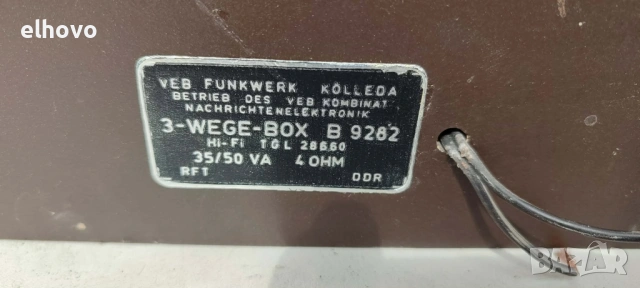 elhovo
VEB FUNKWERK KÖLLEDA
BETRIEB DES VEB KOMBINAT
NACHRICHTENELEKTRONIK
3-WEGE-BOX B 9282
Hi-Fi TGL 28660
35/50 VA 4 OHM
RFT DDR
BAZAR